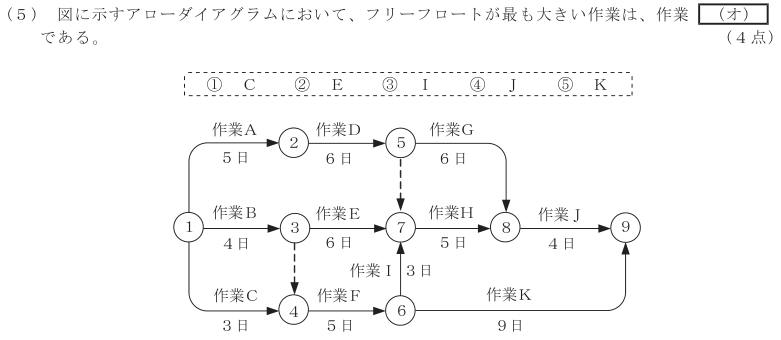 (5) 図に示すアローダイアグラムにおいて、フリーフロートが最も大きい作業は、作業 (オ)
である。 (4点)
① C ② E ③ I ④ J ⑤ K
作業A 作業D 作業G
2 5
5日 6日 6日
作業B 作業E 作業H 作業J
1 3 7 8 9
4日 6日 5日 4日
作業I 3日
作業C 作業F 作業K
4 6
3日 5日 9日